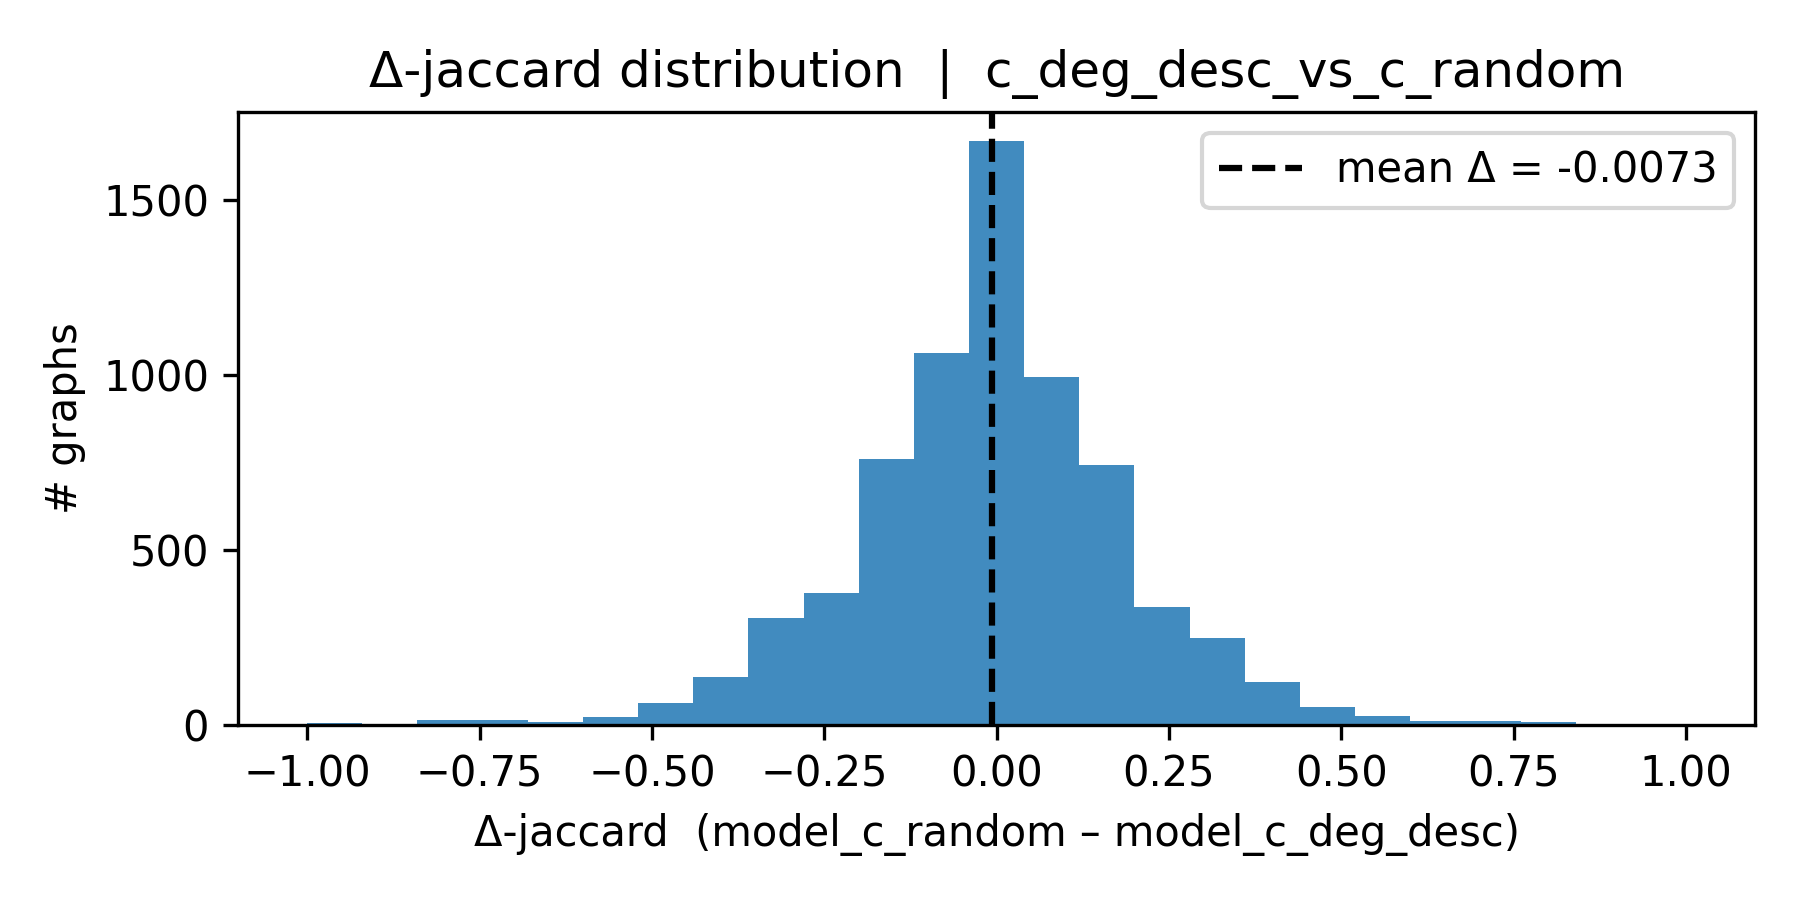 Δ-jaccard distribution | c_deg_desc_vs_c_random
mean Δ = -0.0073
# graphs
1500
1000
500
0
−1.00 −0.75 −0.50 −0.25 0.00 0.25 0.50 0.75 1.00
Δ-jaccard (model_c_random – model_c_deg_desc)